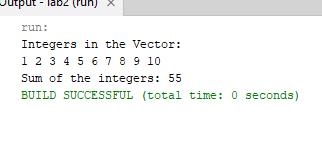 Output - lab2 (run) ×
run:
Integers in the Vector:
1 2 3 4 5 6 7 8 9 10
Sum of the integers: 55
BUILD SUCCESSFUL (total time: 0 seconds)